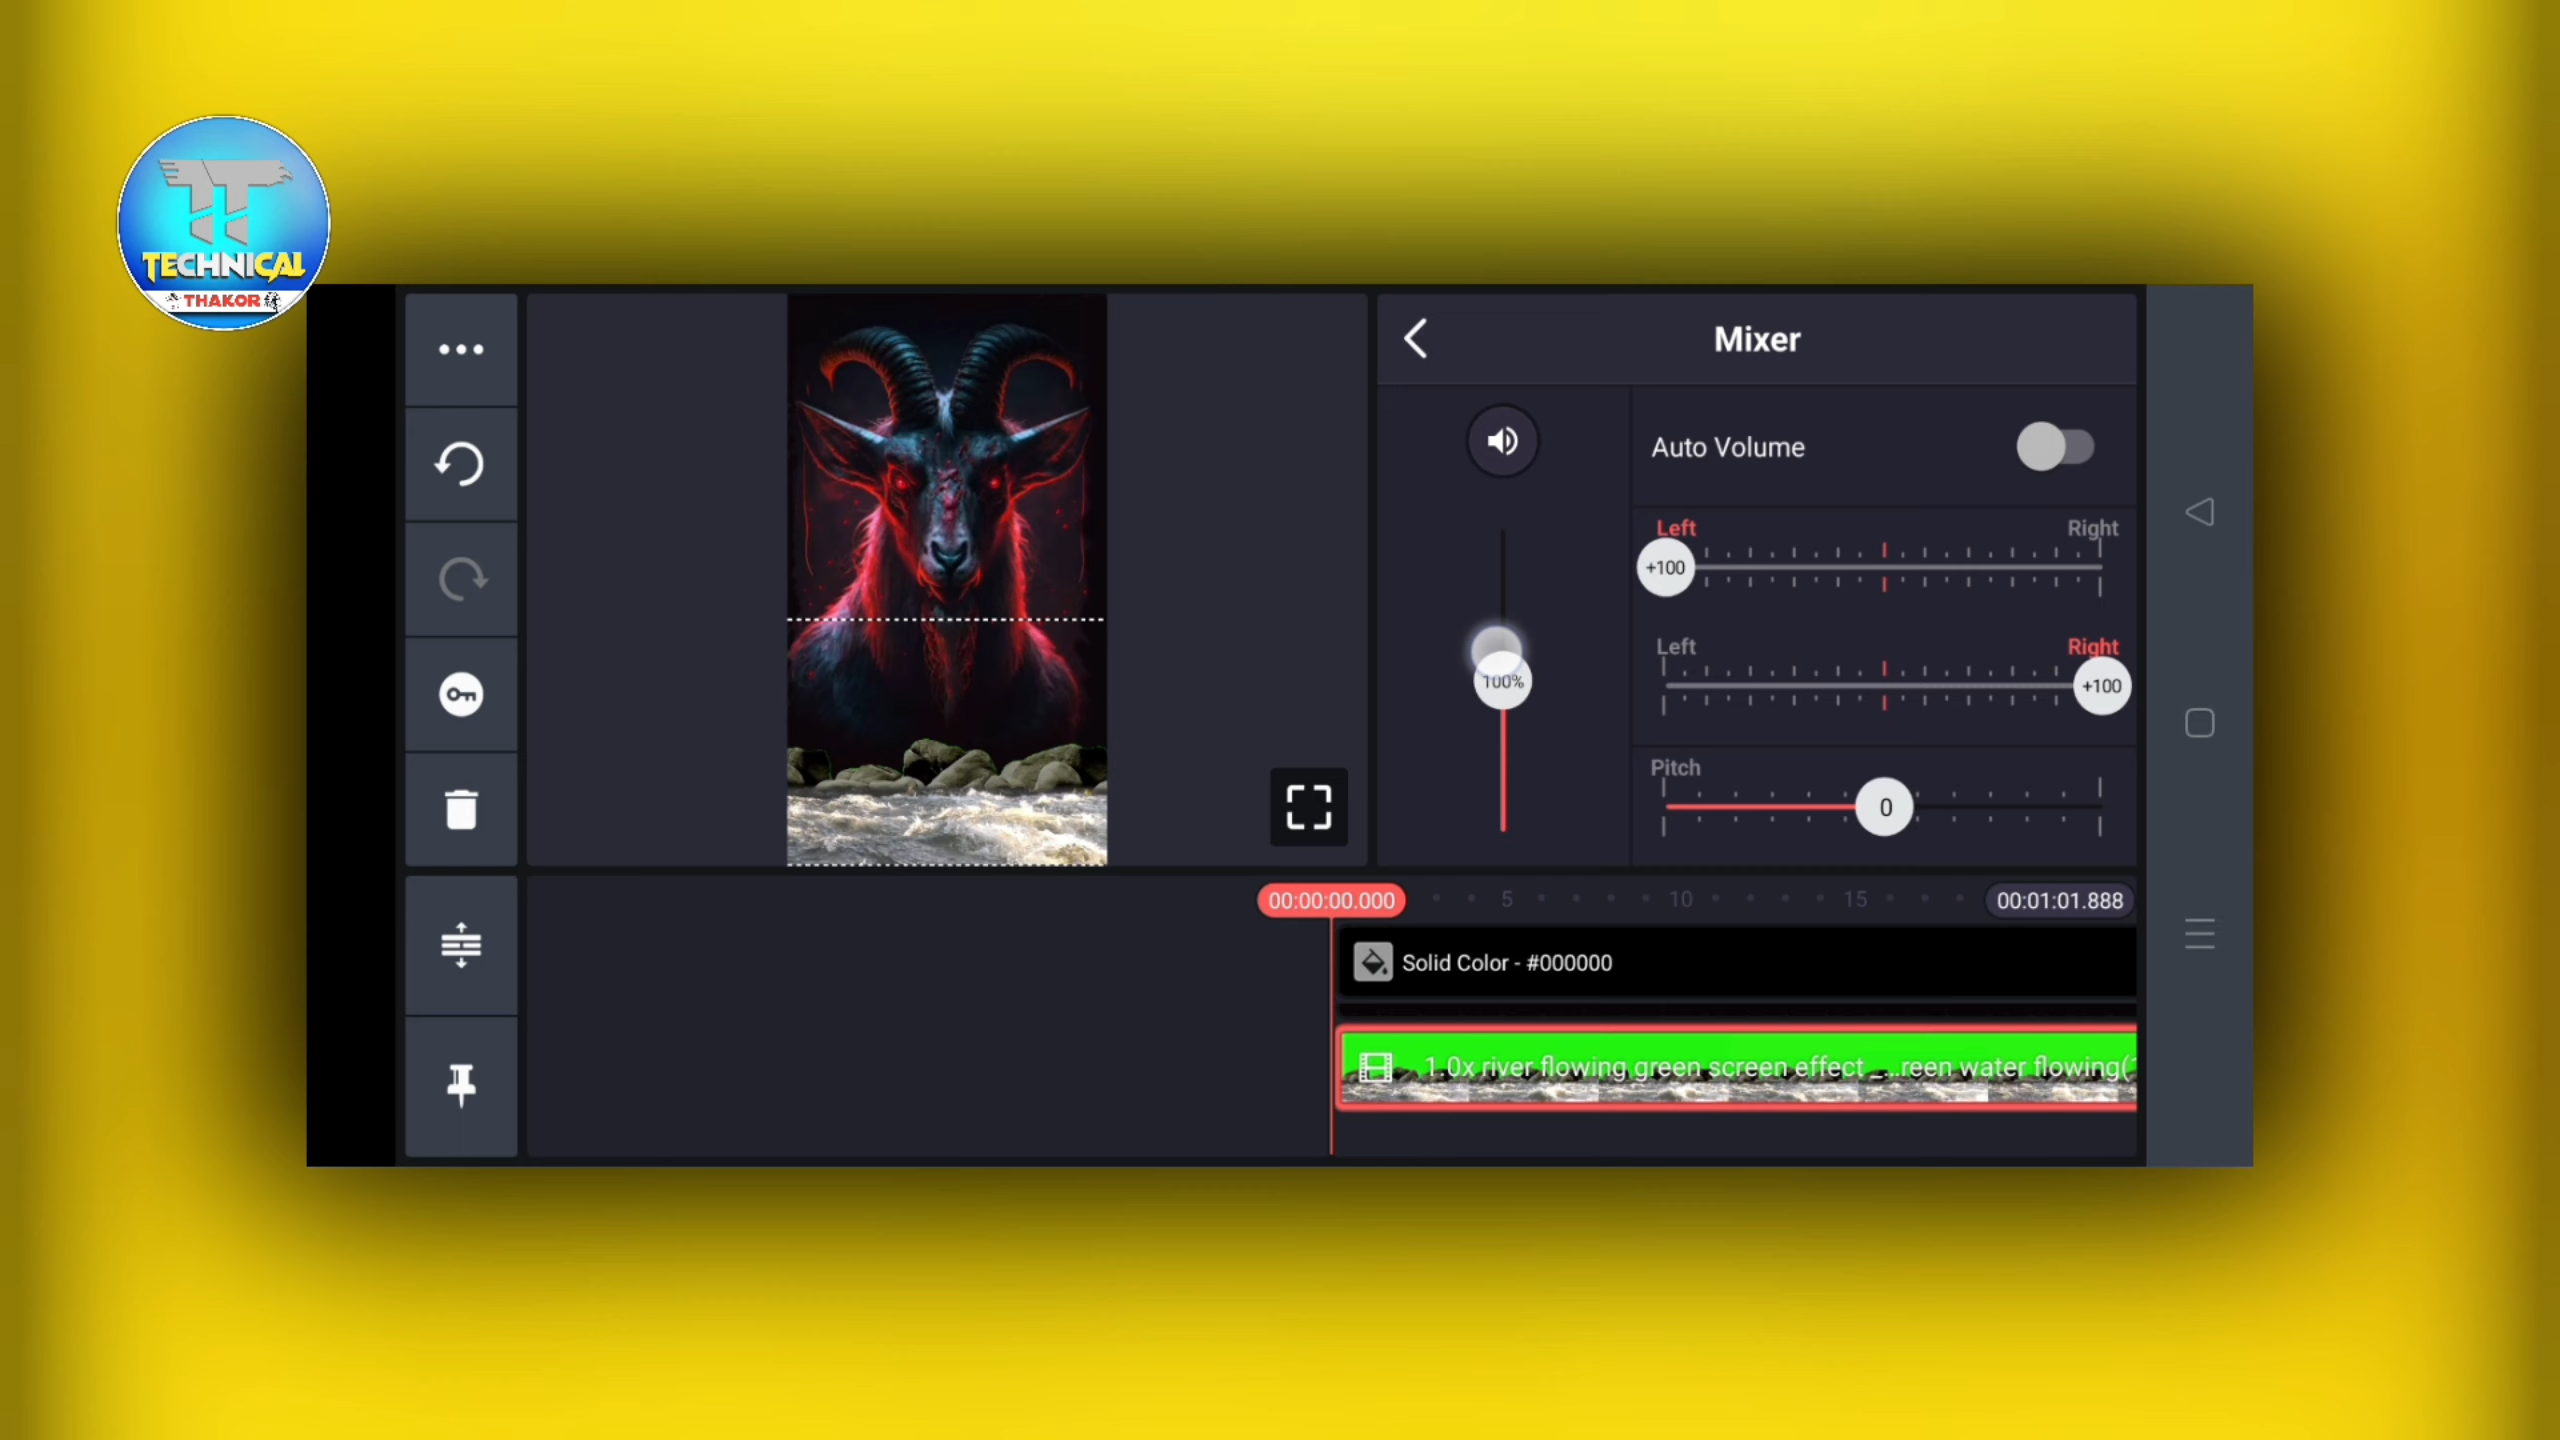 TT
TECHNICAL
THAKOR
Mixer
Auto Volume
Left
Right
+100
Left
Right
+100
100%
Pitch
0
00:00:00.000
5
10
15
00:01:01.888
Solid Color - #000000
1.0x river flowing green screen effect _...reen water flowing(